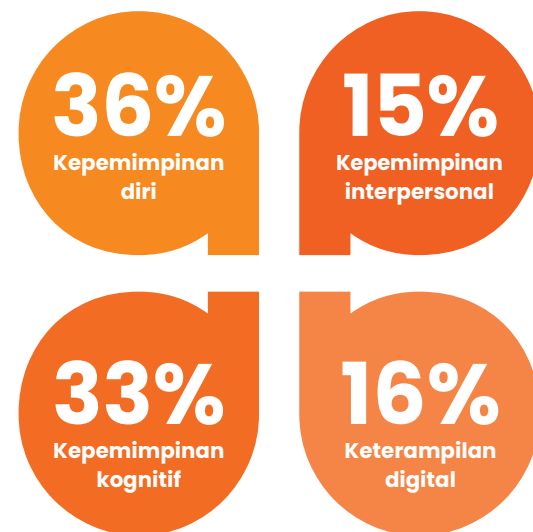 36%
Kepemimpinan
diri
15%
Kepemimpinan
interpersonal
33%
Kepemimpinan
kognitif
16%
Keterampilan
digital